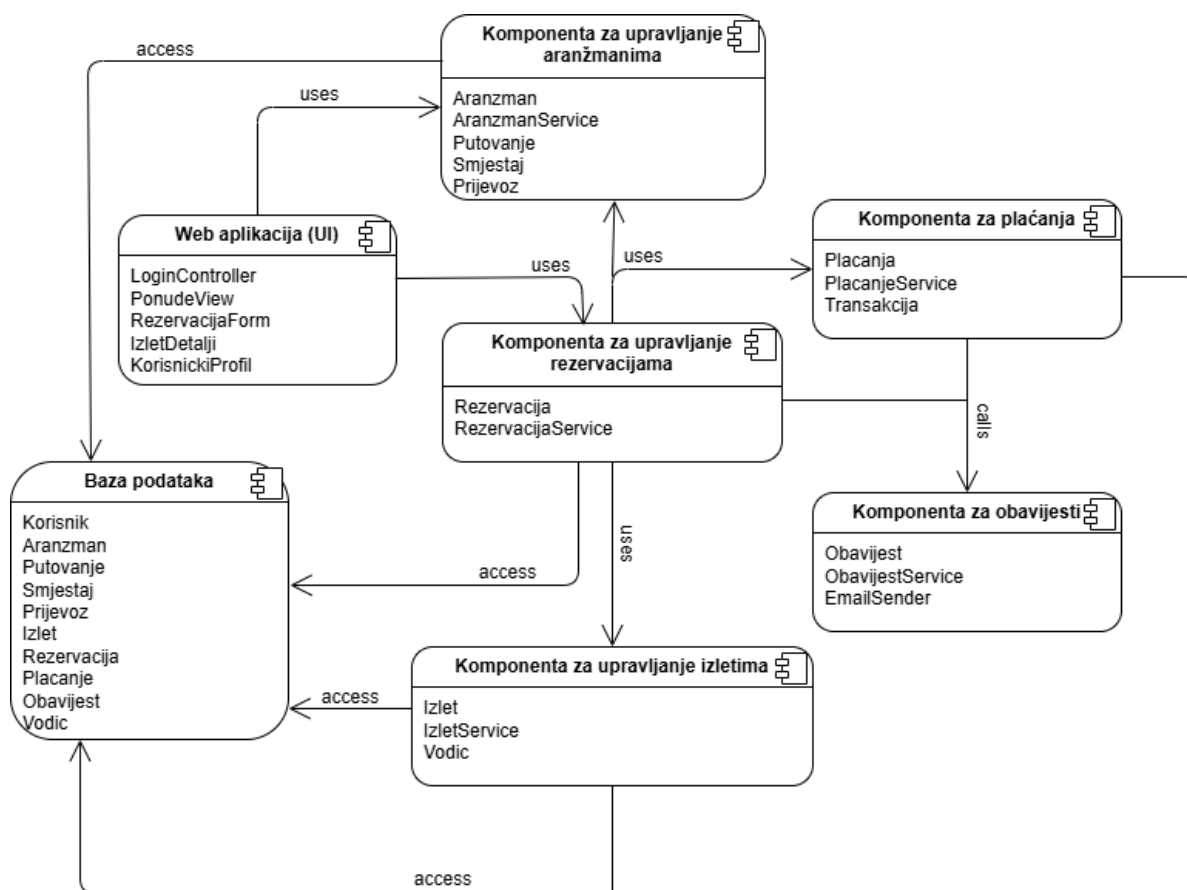 access
Komponenta za upravljanje
aranžmanima
Aranzman
AranzmanService
Putovanje
Smjestaj
Prijevoz
uses
Web aplikacija (UI)
LoginController
PonudeView
RezervacijaForm
IzletDetalji
KorisnickiProfil
uses
uses
Komponenta za plaćanja
Placanja
PlacanjeService
Transakcija
Komponenta za upravljanje
rezervacijama
Rezervacija
RezervacijaService
calls
Baza podataka
Korisnik
Aranzman
Putovanje
Smjestaj
Prijevoz
Izlet
Rezervacija
Placanje
Obavijest
Vodic
access
uses
Komponenta za obavijesti
Obavijest
ObavijestService
EmailSender
access
Komponenta za upravljanje izletima
Izlet
IzletService
Vodic
access